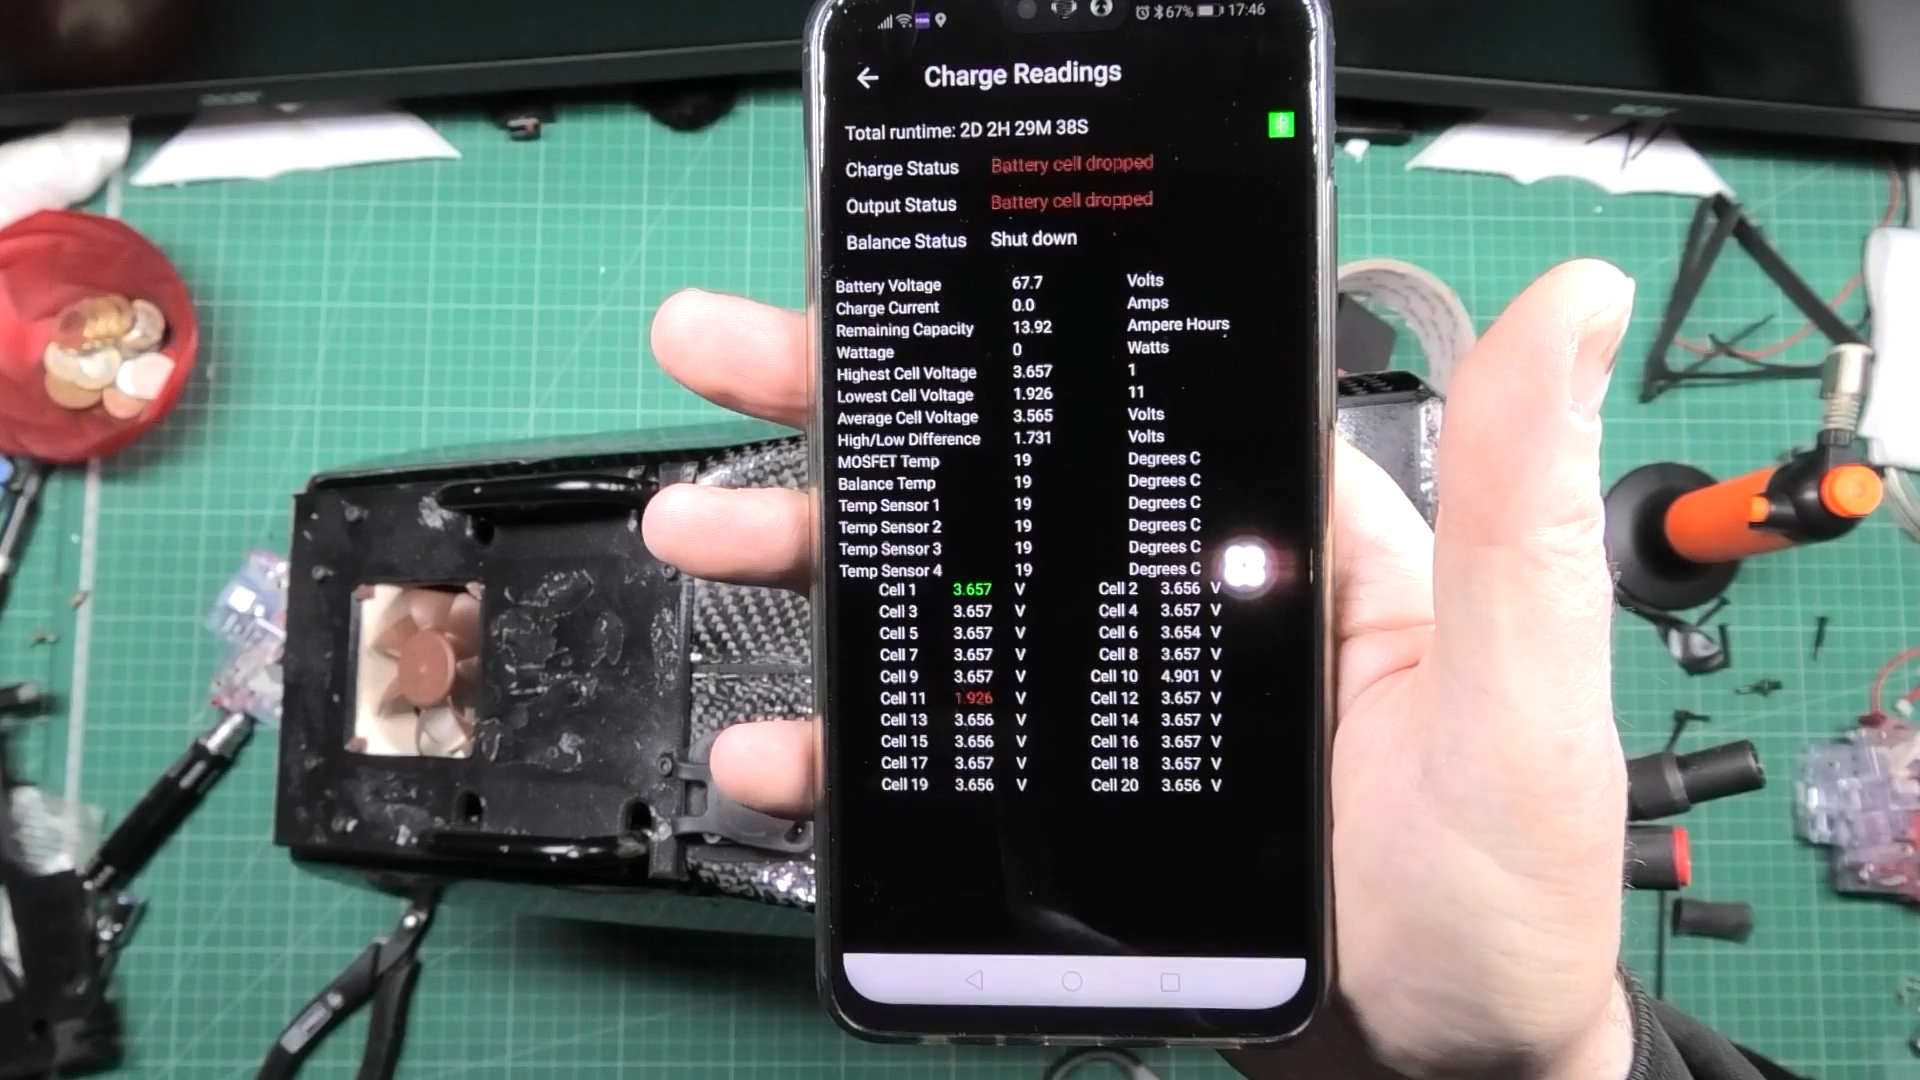 67% 17:46
Charge Readings
Total runtime: 2D 2H 29M 38S
Charge Status Battery cell dropped
Output Status Battery cell dropped
Balance Status Shut down
Battery Voltage 67.7 Volts
Charge Current 0.0 Amps
Remaining Capacity 13.92 Ampere Hours
Wattage 0 Watts
Highest Cell Voltage 3.657 1
Lowest Cell Voltage 1.926 11
Average Cell Voltage 3.565 Volts
High/Low Difference 1.731 Volts
MOSFET Temp 19 Degrees C
Balance Temp 19 Degrees C
Temp Sensor 1 19 Degrees C
Temp Sensor 2 19 Degrees C
Temp Sensor 3 19 Degrees C
Temp Sensor 4 19 Degrees C
Cell 1 3.657 V Cell 2 3.656 V
Cell 3 3.657 V Cell 4 3.657 V
Cell 5 3.657 V Cell 6 3.654 V
Cell 7 3.657 V Cell 8 3.657 V
Cell 9 3.657 V Cell 10 4.901 V
Cell 11 1.926 V Cell 12 3.657 V
Cell 13 3.656 V Cell 14 3.657 V
Cell 15 3.656 V Cell 16 3.657 V
Cell 17 3.657 V Cell 18 3.657 V
Cell 19 3.656 V Cell 20 3.656 V